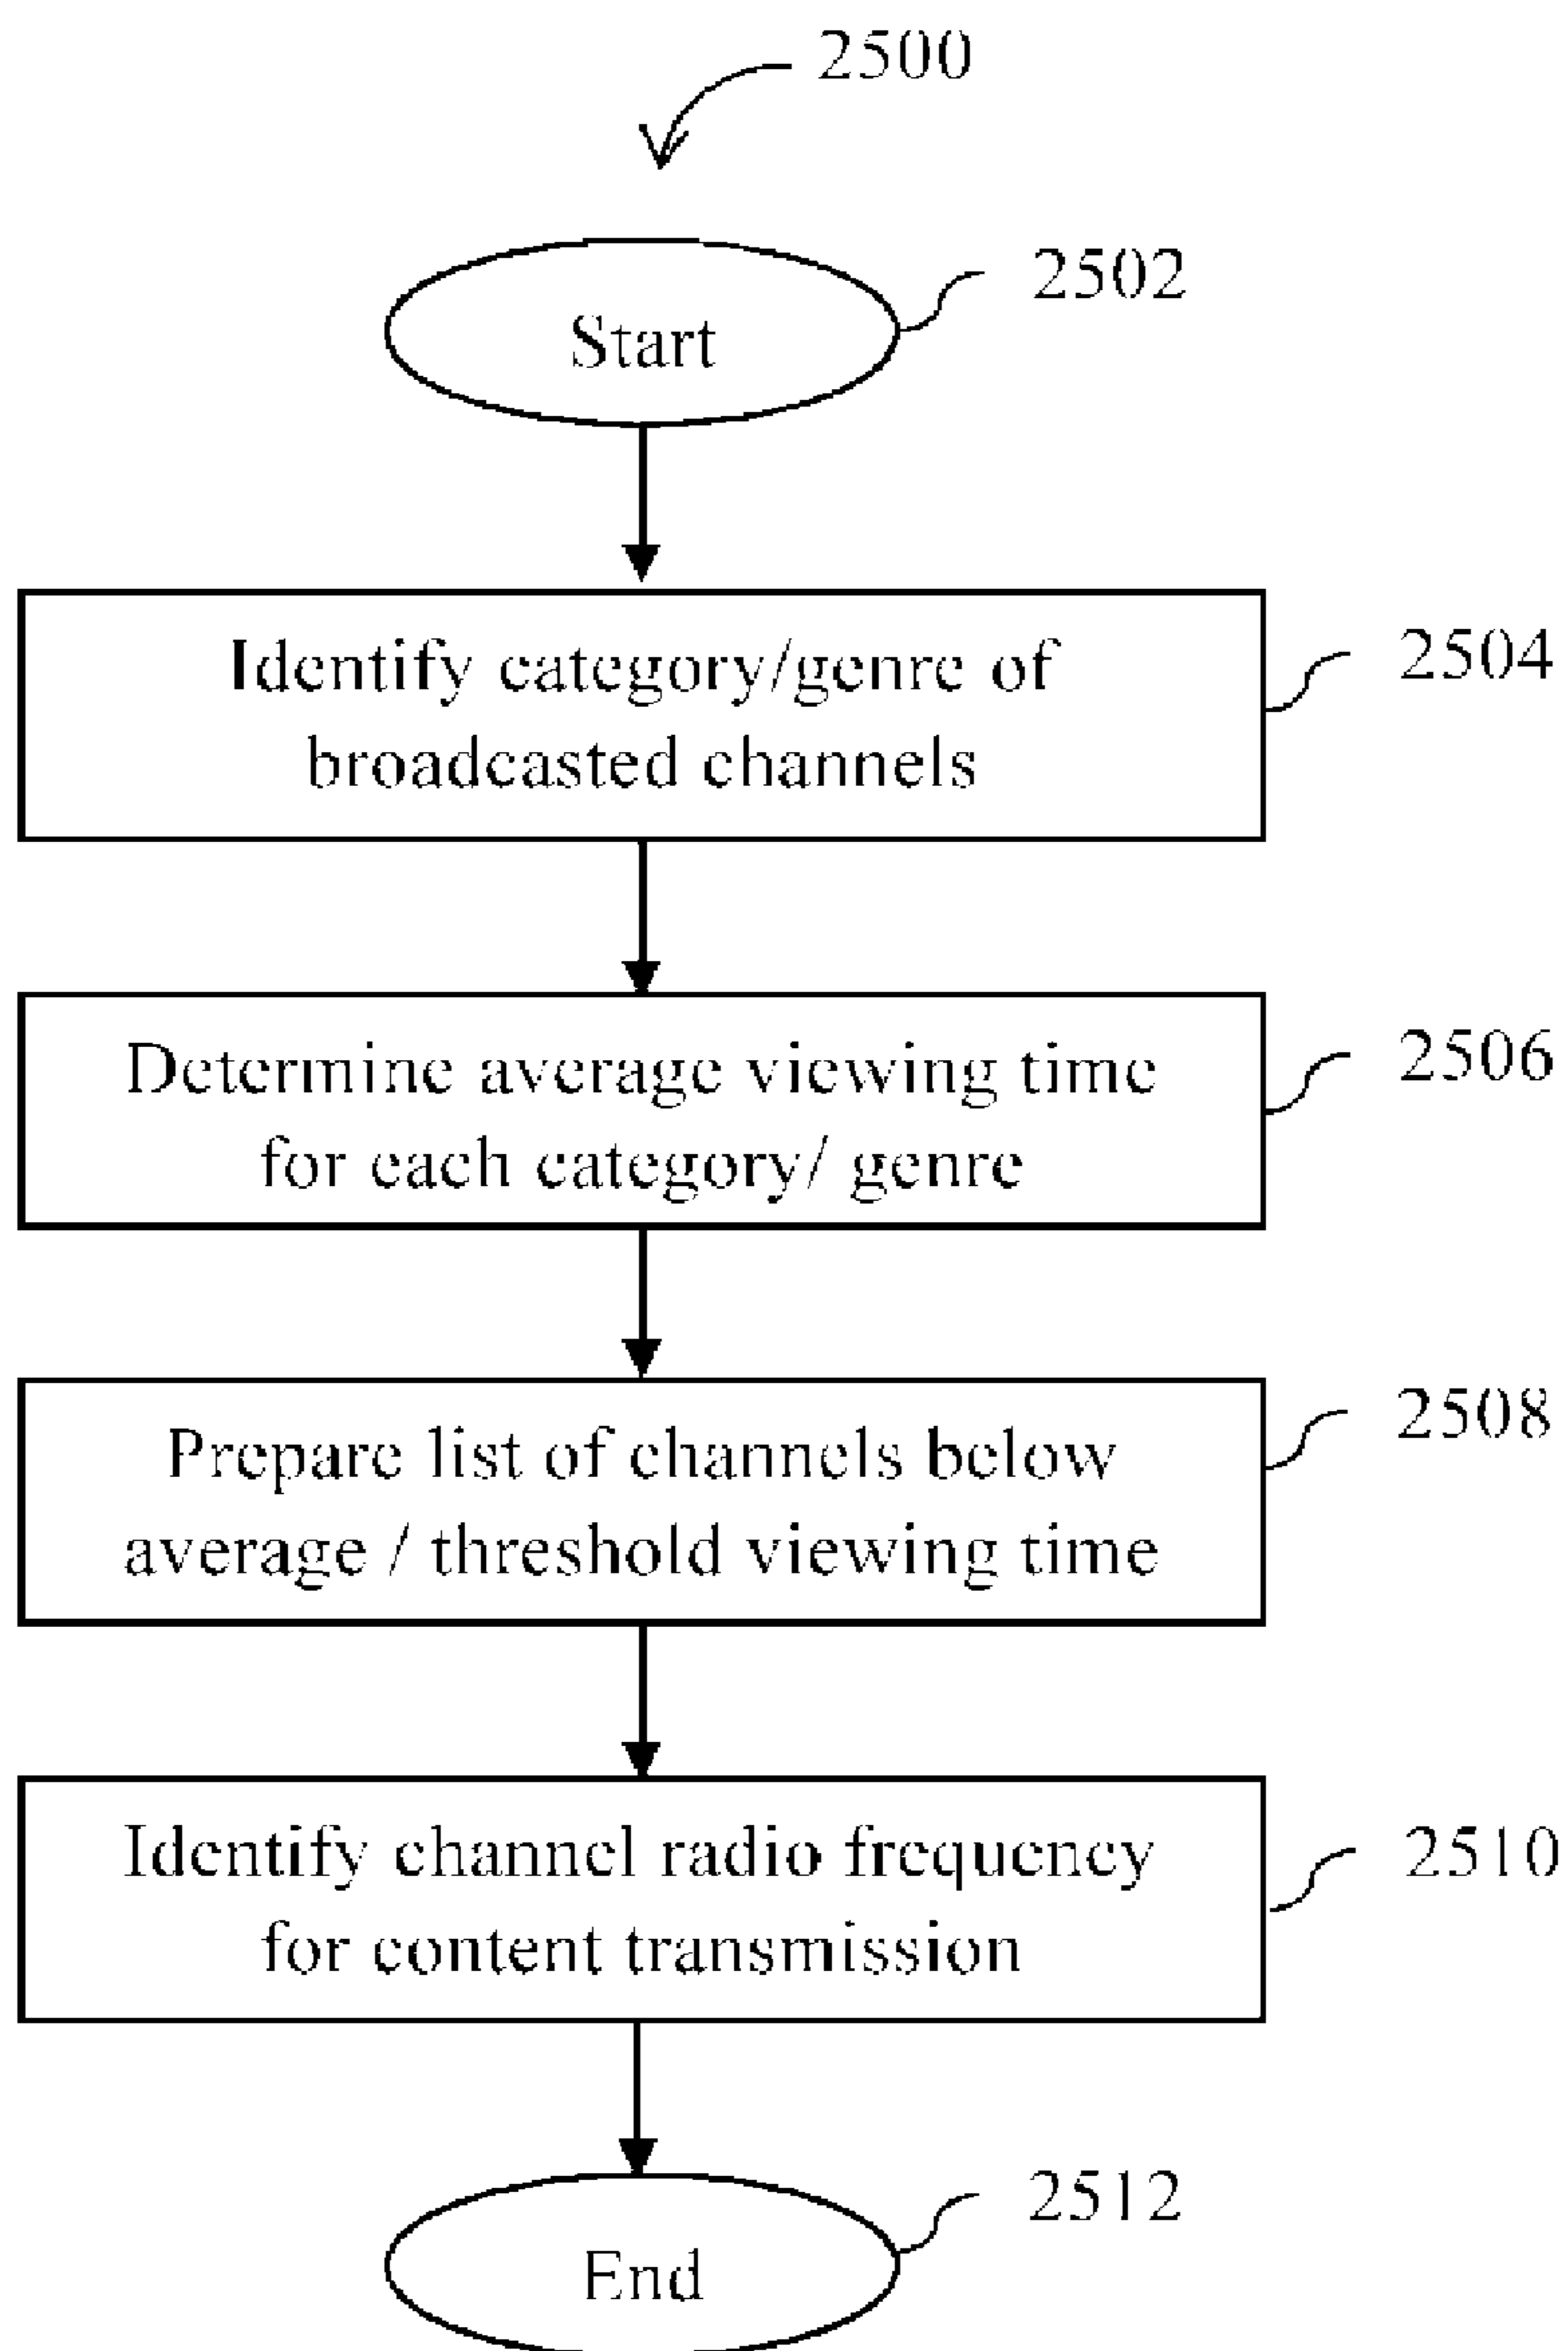 2500
Start
2502
Identify category/genre of
broadcasted channels
2504
Determine average viewing time
for each category/ genre
2506
Prepare list of channels below
average / threshold viewing time
2508
Identify channel radio frequency
for content transmission
2510
End
2512